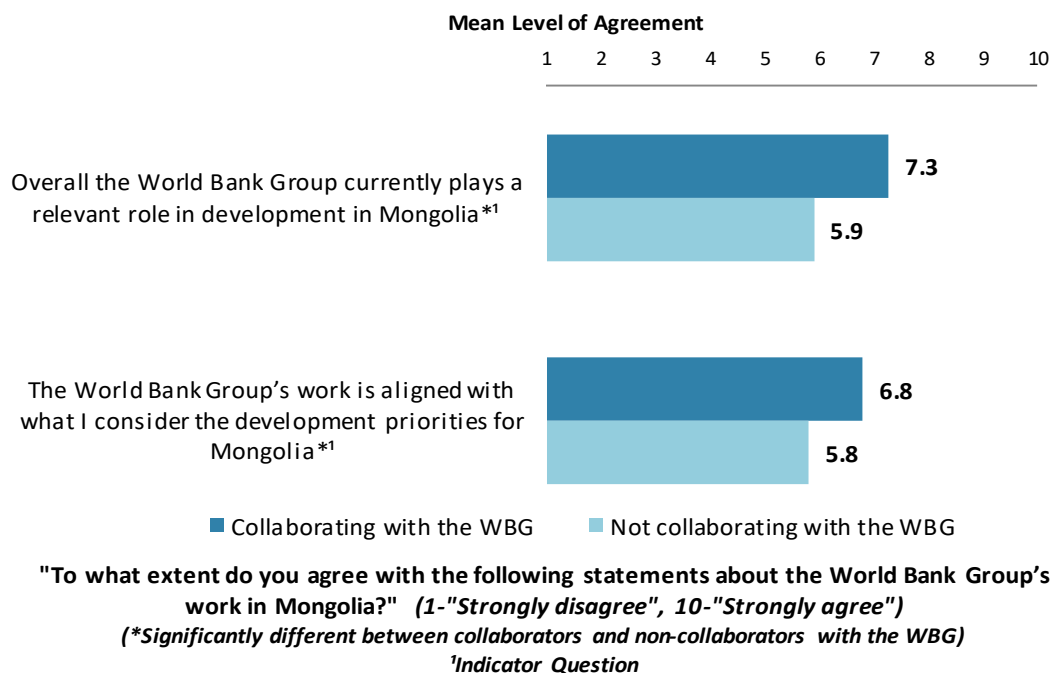 Mean Level of Agreement
1 2 3 4 5 6 7 8 9 10
Overall the World Bank Group currently plays a
relevant role in development in Mongolia*¹
7.3
5.9
The World Bank Group’s work is aligned with
what I consider the development priorities for
Mongolia*¹
6.8
5.8
Collaborating with the WBG Not collaborating with the WBG
"To what extent do you agree with the following statements about the World Bank Group’s
work in Mongolia?" (1-"Strongly disagree", 10-"Strongly agree")
(*Significantly different between collaborators and non-collaborators with the WBG)
¹Indicator Question